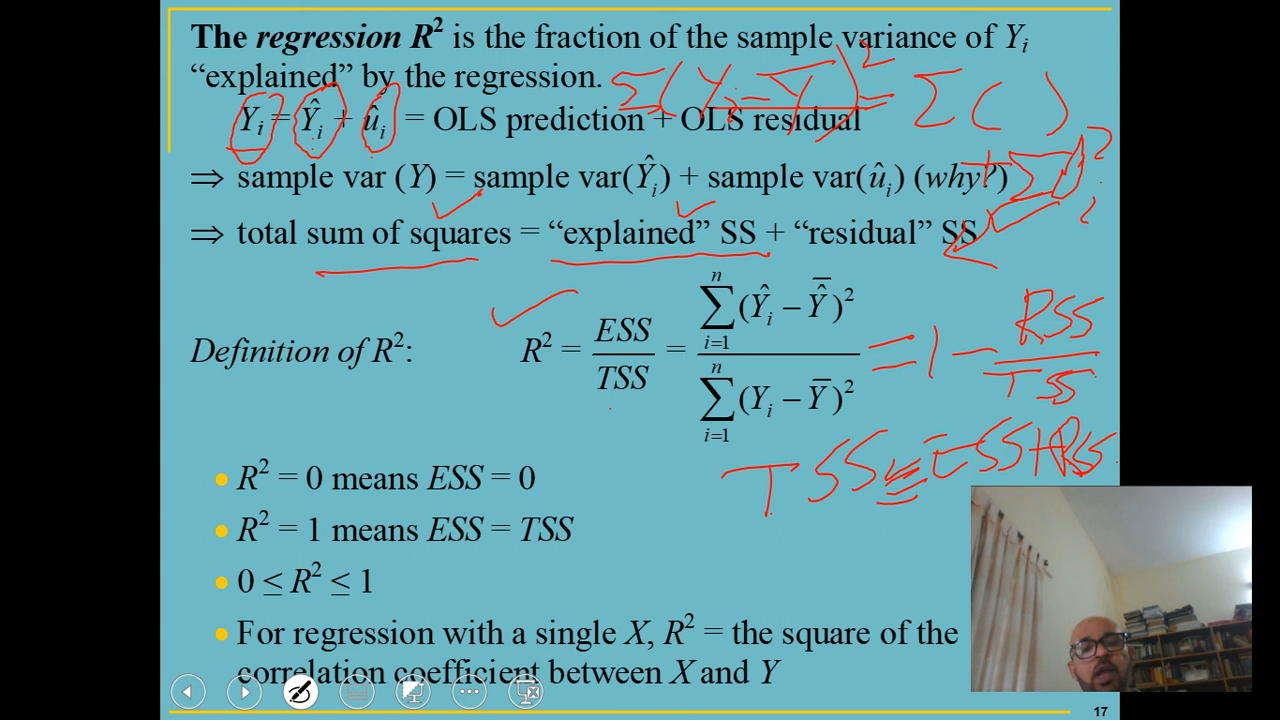 The regression R² is the fraction of the sample variance of Yᵢ
“explained” by the regression.
Σ(Yᵢ – Ȳ)² = Σ ( )
Yᵢ = Ŷᵢ + ûᵢ = OLS prediction + OLS residual
⇒ sample var (Y) = sample var(Ŷᵢ) + sample var(ûᵢ) (why?)
⇒ total sum of squares = “explained” SS + “residual” SS
Definition of R²: R² = ESS / TSS = ∑ᵢ₌₁ⁿ (Ŷᵢ – Ŷ̅)² / ∑ᵢ₌₁ⁿ (Yᵢ – Ȳ)² = 1 – RSS / TSS
TSS = ESS + RSS
• R² = 0 means ESS = 0
• R² = 1 means ESS = TSS
• 0 ≤ R² ≤ 1
• For regression with a single X, R² = the square of the
correlation coefficient between X and Y
17